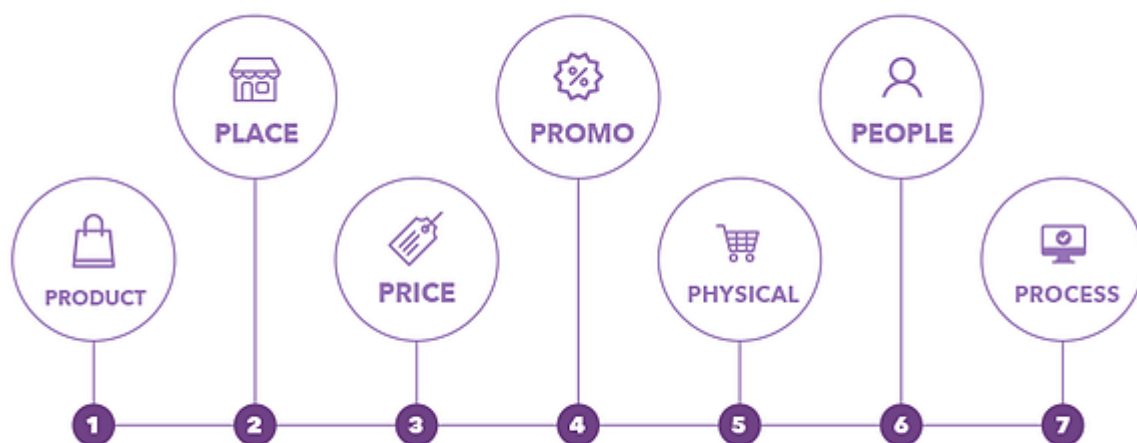 PLACE
PROMO
PEOPLE
PRODUCT
PRICE
PHYSICAL
PROCESS
1 2 3 4 5 6 7